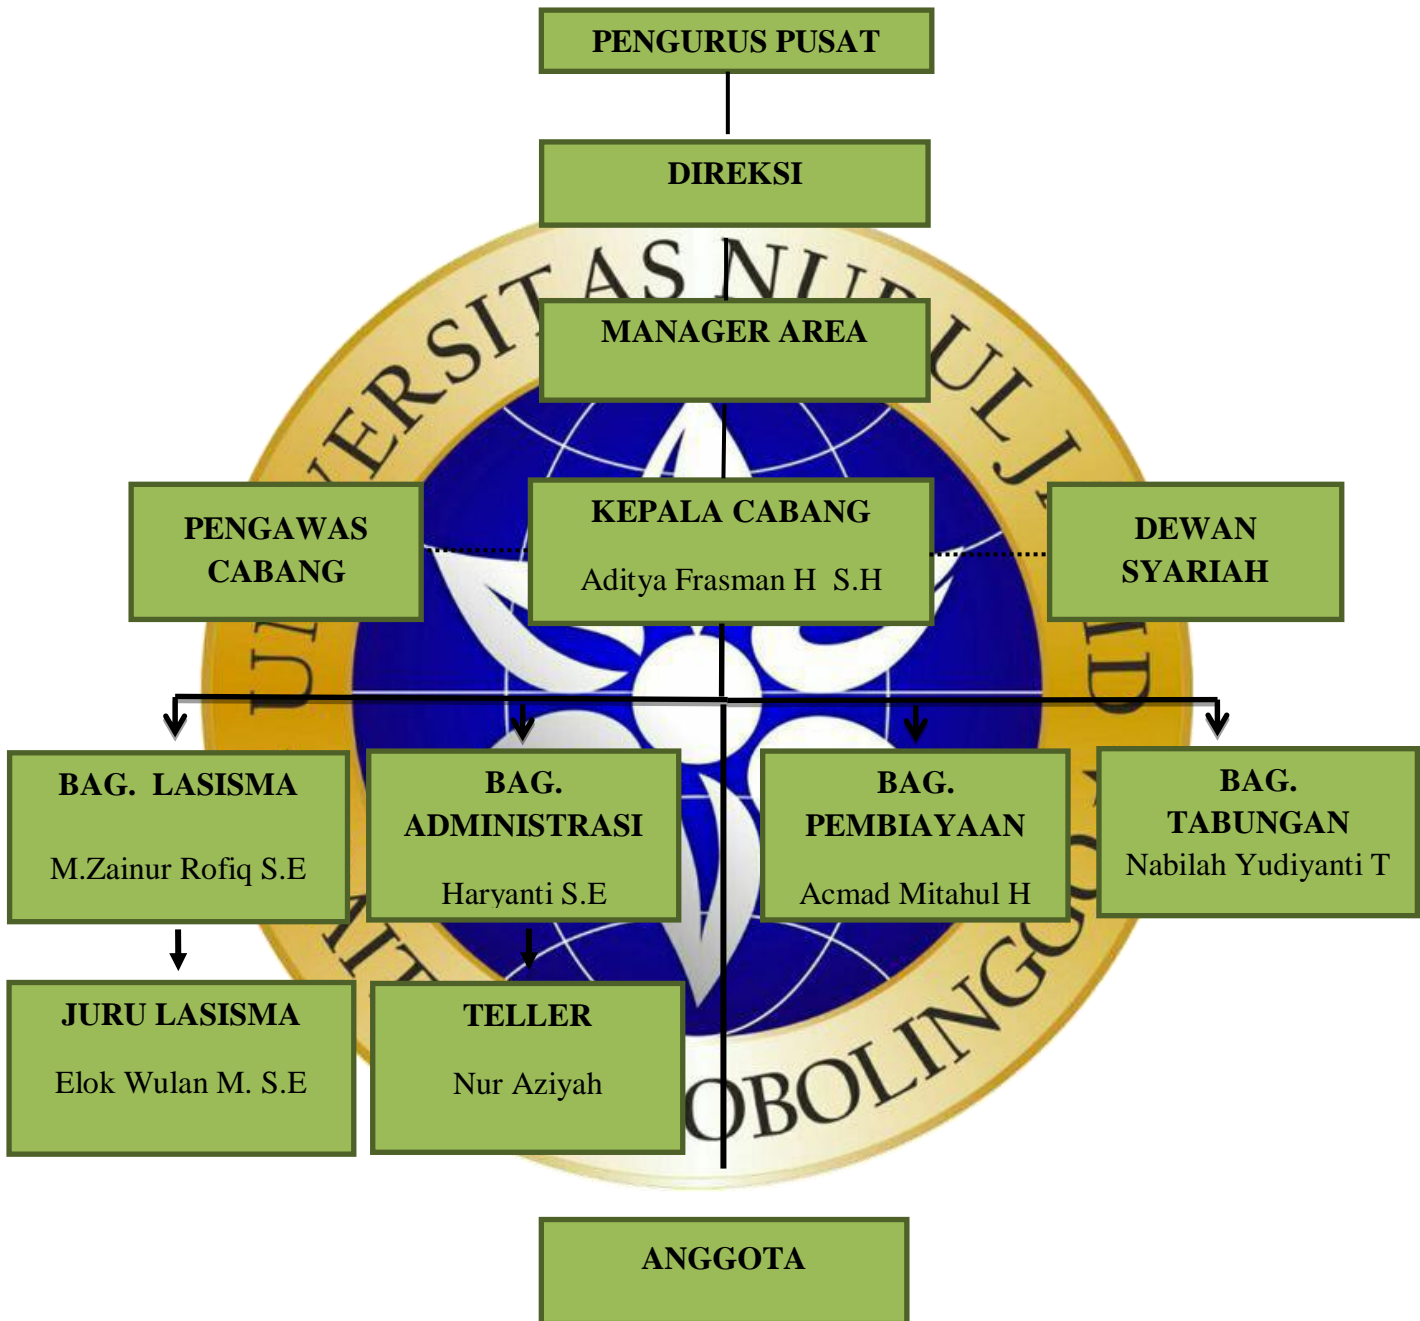 PENGURUS PUSAT
DIREKSI
MANAGER AREA
PENGAWAS
CABANG
KEPALA CABANG
Aditya Frasman H S.H
DEWAN
SYARIAH
BAG. LASISMA
M.Zainur Rofiq S.E
BAG.
ADMINISTRASI
Haryanti S.E
BAG.
PEMBIAYAAN
Acmad Mitahul H
BAG.
TABUNGAN
Nabilah Yudiyanti T
JURU LASISMA
Elok Wulan M. S.E
TELLER
Nur Aziyah
ANGGOTA